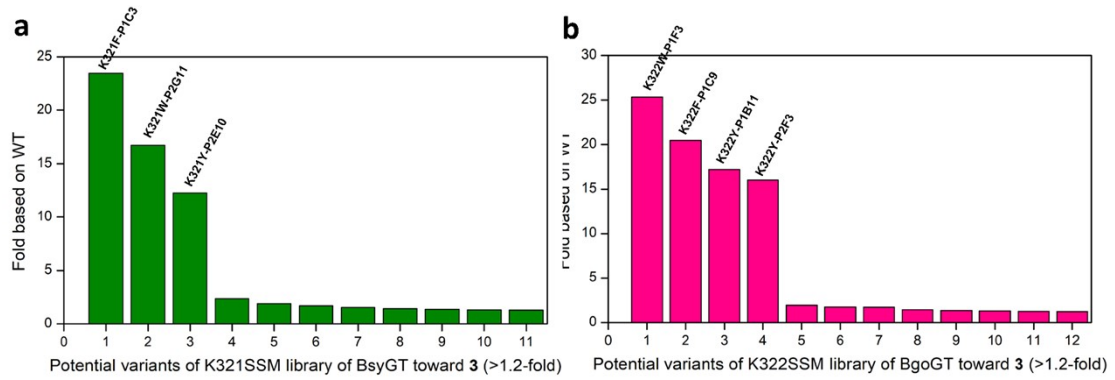 a
K321F-P1C3
K321W-P2G11
K321Y-P2E10
25
20
15
10
5
0
Fold based on WT
0 1 2 3 4 5 6 7 8 9 10 11
Potential variants of K321SSM library of BsyGT toward 3 (>1.2-fold)
b
K322W-P1F3
K322F-P1C9
K322Y-P1B11
K322Y-P2F3
30
25
20
15
10
5
0
Fold based on WT
0 1 2 3 4 5 6 7 8 9 10 11 12
Potential variants of K322SSM library of BgoGT toward 3 (>1.2-fold)